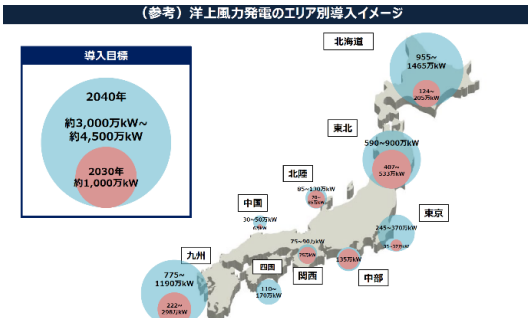 （参考）洋上風力発電のエリア別導入イメージ
導入目標
2040年
約3,000万kW~
約4,500万kW
2030年
約1,000万kW
北海道
955~
1465万kW
124~
205万kW
東北
590~900万kW
407~
533万kW
北陸
85~130万kW
中国
30~50万kW
東京
245~370万kW
九州
775~
1190万kW
222~
298万kW
四国
110~
170万kW
関西
75~90万kW
中部
135万kW